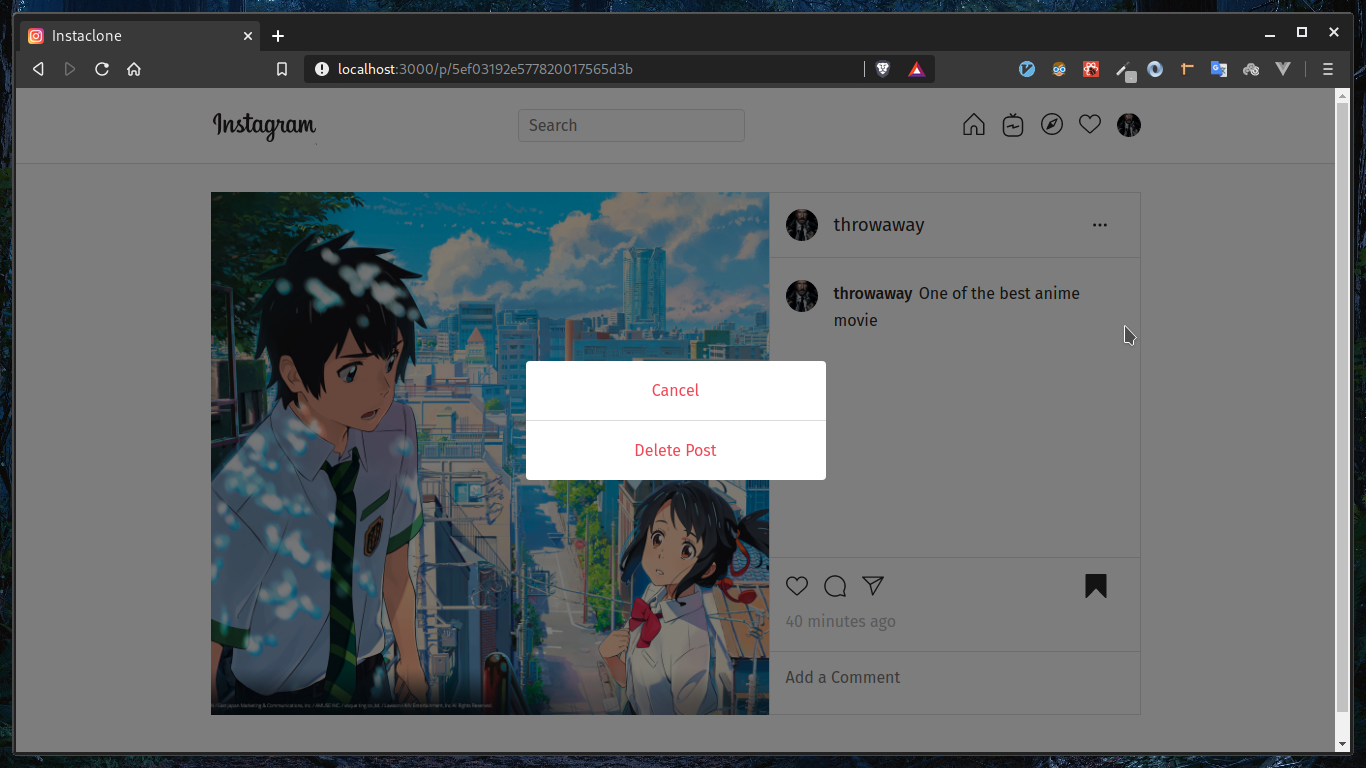 Instaclone
localhost:3000/p/5ef03192e577820017565d3b
Instagram
Search
throwaway
throwaway One of the best anime
movie
Cancel
Delete Post
40 minutes ago
Add a Comment